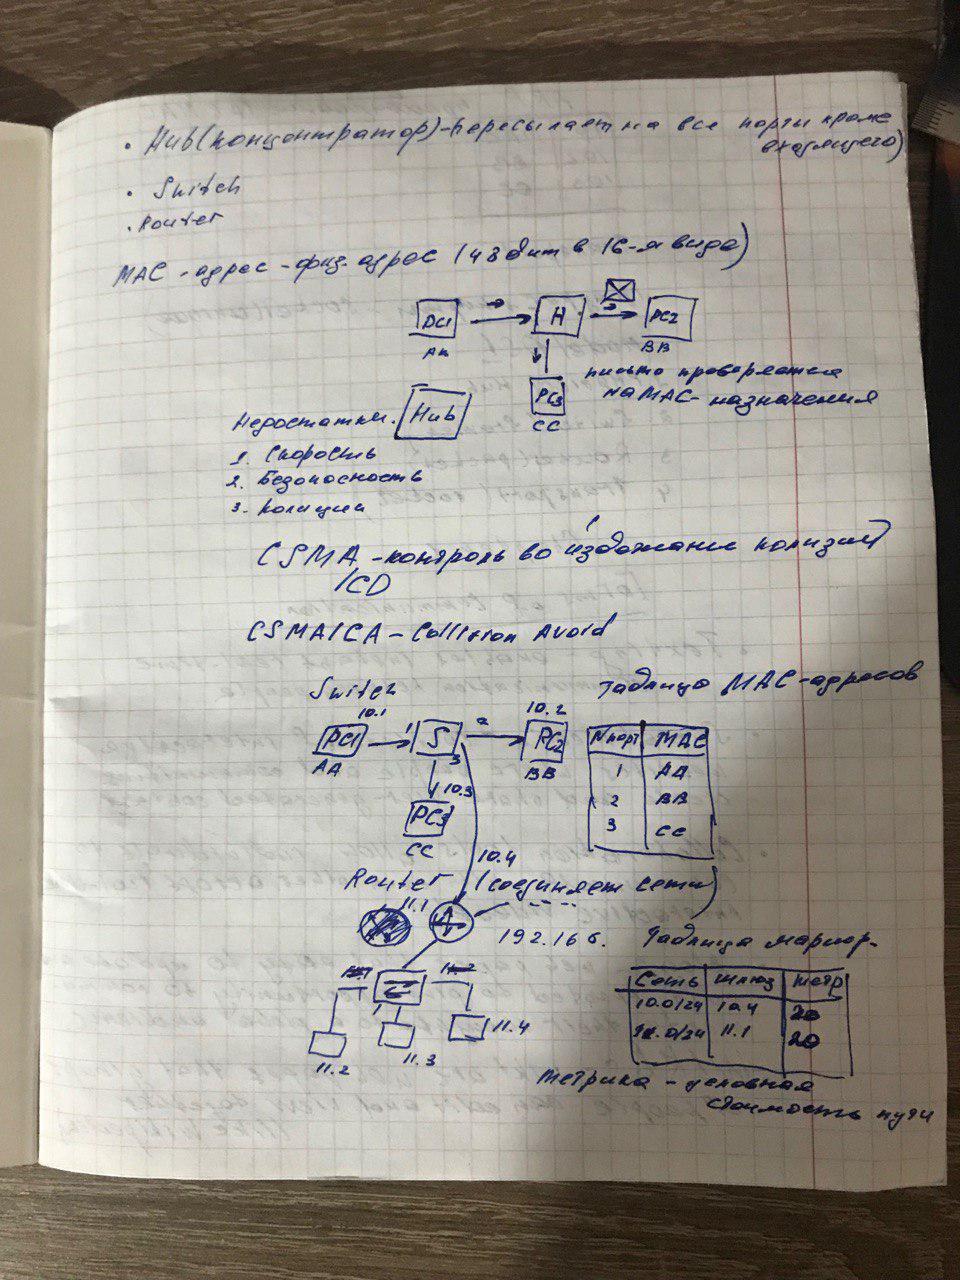 • Hub(концентратор)-пересылает на все порты кроме
входящего)
• Switch
• Router
MAC - адрес - физ. адрес (48 бит в 16-м виде)
PC1 H PC2
AA BB
PC3
CC
письмо проверяется
на MAC-назначения
Недостатки. Hub
1. Скорость
2. Безопасность
3. Колизии
CSMA - контроль во избежание колизий
/CD
CSMA/CA - Collision Avoid
Switch
Таблица MAC-адресов
10.1 10.2
PC1 1 S 2 PC2
AA 3 BB
10.3
PC3
CC
№порт MAC
1 AA
2 BB
3 CC
10.4
Router (соединяет сети)
11.1
192.168.
Таблица маршр-
Сеть шлюз метр
10.0/24 10.4 20
11.0/24 11.1 20
11.2 11.3 11.4
Метрика - условная
стоимость пути